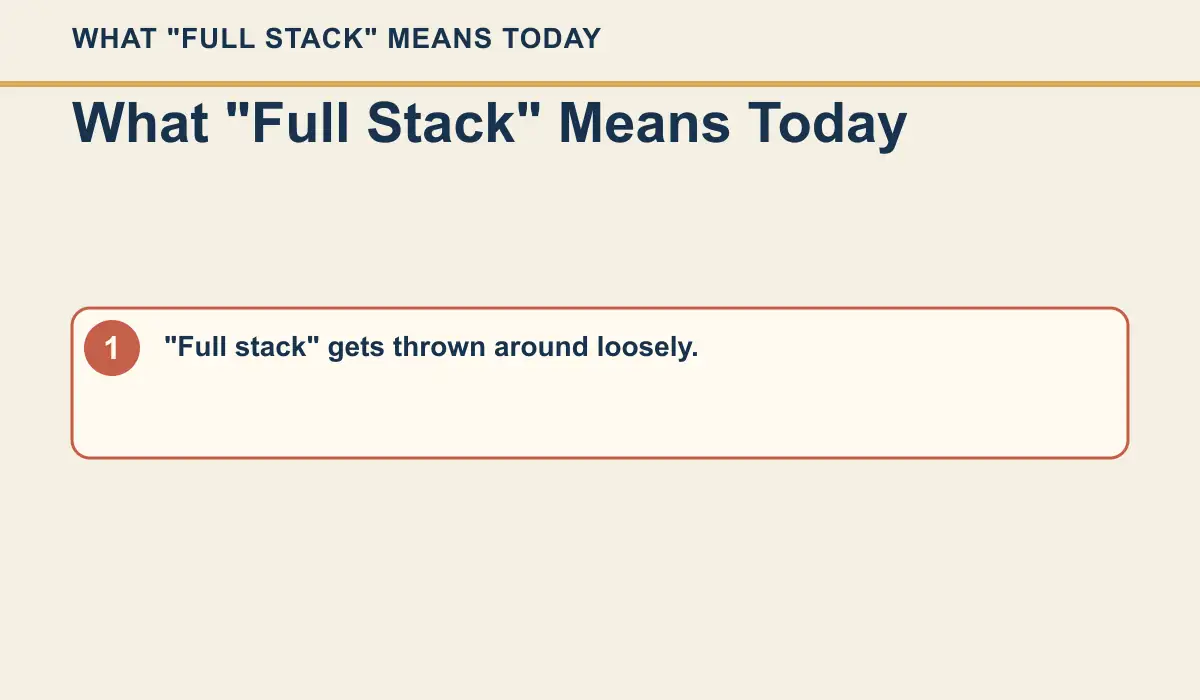 WHAT "FULL STACK" MEANS TODAY
What "Full Stack" Means Today
1
"Full stack" gets thrown around loosely.